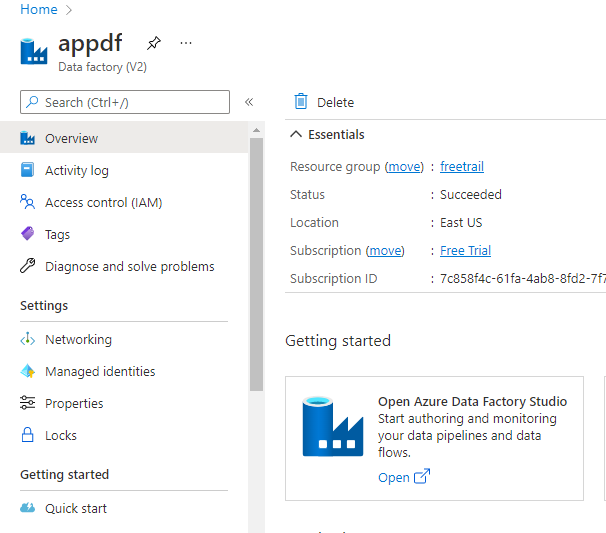 Home
appdf
Data factory (V2)
Search (Ctrl+/)
Overview
Activity log
Access control (IAM)
Tags
Diagnose and solve problems
Settings
Networking
Managed identities
Properties
Locks
Getting started
Quick start
Delete
Essentials
Resource group (move) : freetrail
Status : Succeeded
Location : East US
Subscription (move) : Free Trial
Subscription ID : 7c858f4c-61fa-4ab8-8fd2-7f7
Getting started
Open Azure Data Factory Studio
Start authoring and monitoring
your data pipelines and data
flows.
Open